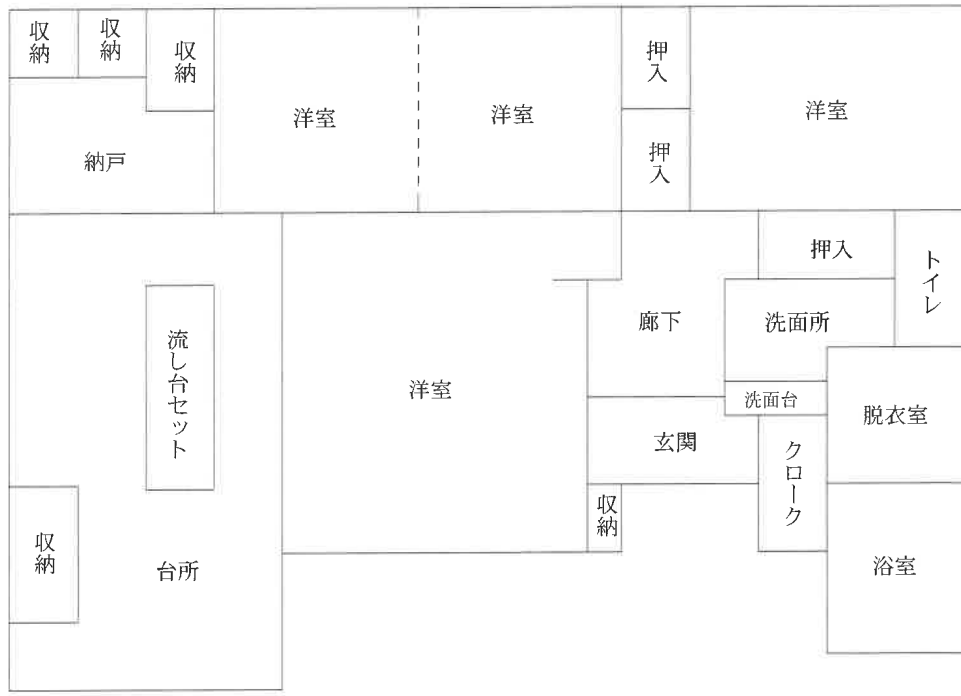 収納
収納
収納
洋室
洋室
押入
押入
洋室
納戸
押入
トイレ
流し台セット
洋室
廊下
洗面所
洗面台
脱衣室
玄関
クローク
収納
収納
台所
浴室